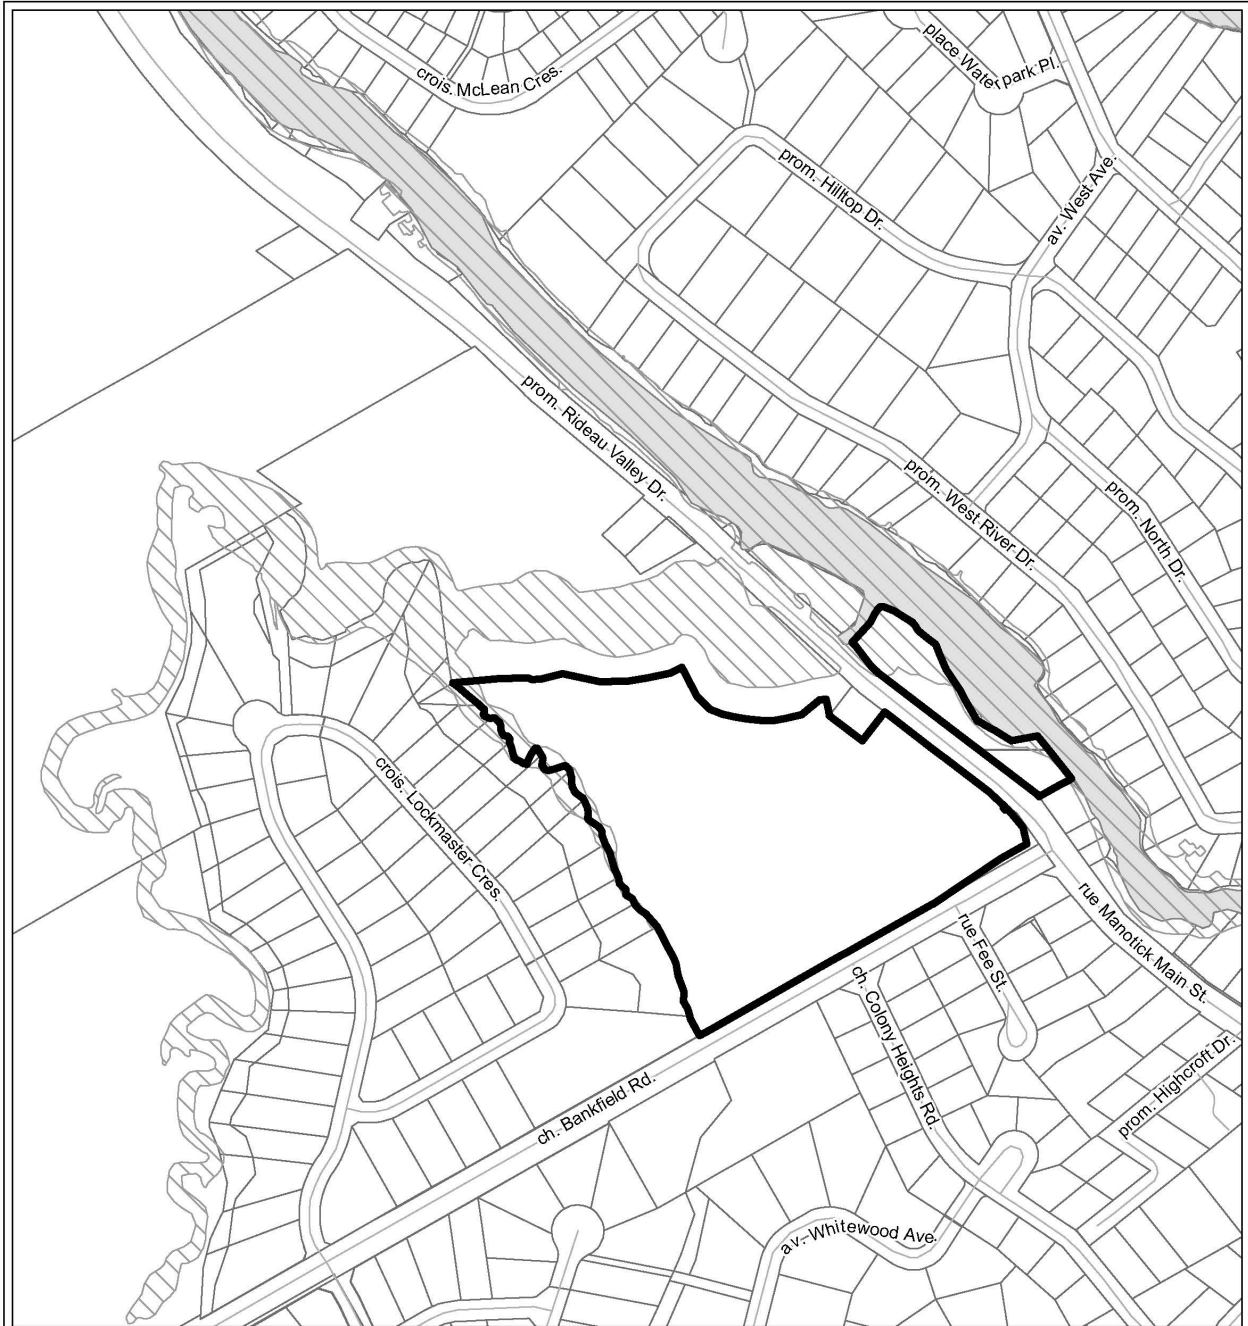 place Waterpark Pl.
crois. McLean Cres.
prom. Hilltop Dr.
av. West Ave.
prom. Rideau Valley Dr.
prom. West River Dr.
prom. North Dr.
crois. Lockmaster Cres.
rue Manotick Main St.
rue Fee St.
ch. Colony Heights Rd.
prom. Highcroft Dr.
ch. Bankfield Rd.
av. Whitewood Ave.